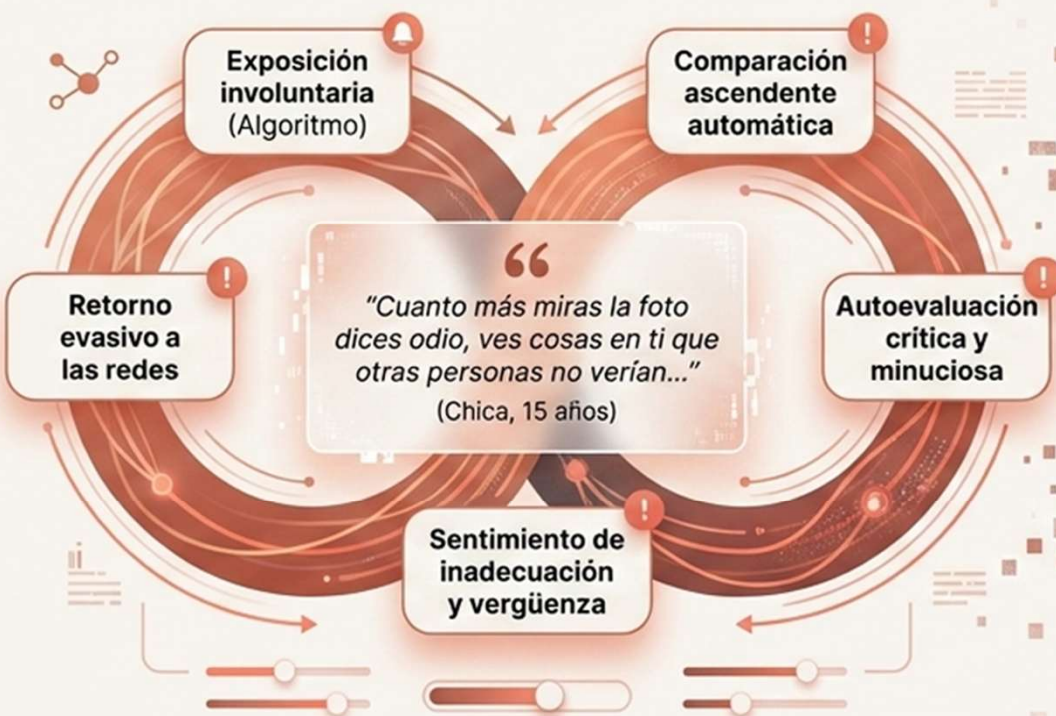 Exposición
involuntaria
(Algoritmo)
Comparación
ascendente
automática
Retorno
evasivo a
las redes
“Cuanto más miras la foto
dices odio, ves cosas en ti que
otras personas no verían...”
(Chica, 15 años)
Autoevaluación
crítica y
minuciosa
Sentimiento de
inadecuación
y vergüenza